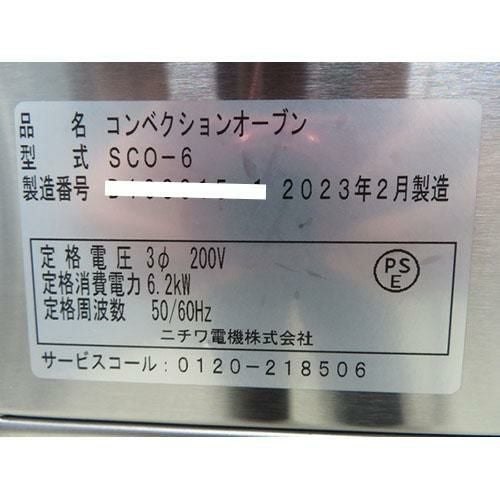 品名 コンベクションオーブン
型式 SCO-6
製造番号 2023年2月製造
定格電圧 3φ 200V
定格消費電力 6.2kW
定格周波数 50/60Hz
PS
E
ニチワ電機株式会社
サービスコール:0120-218506